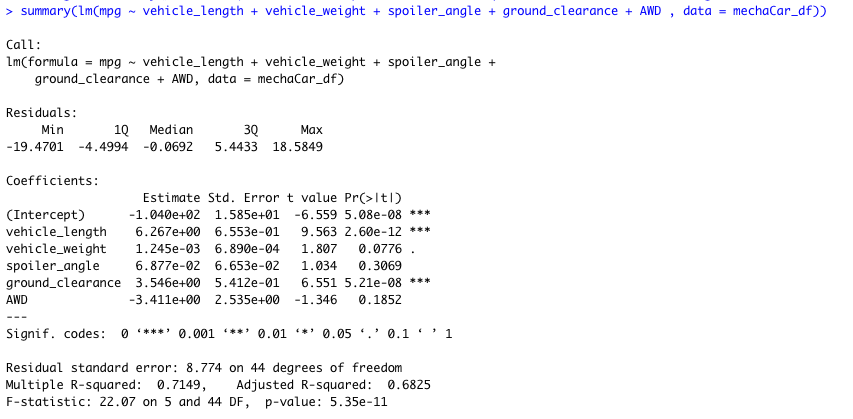 > summary(lm(mpg ~ vehicle_length + vehicle_weight + spoiler_angle + ground_clearance + AWD , data = mechaCar_df))
Call:
lm(formula = mpg ~ vehicle_length + vehicle_weight + spoiler_angle +
    ground_clearance + AWD, data = mechaCar_df)
Residuals:
     Min       1Q   Median       3Q      Max
-19.4701  -4.4994  -0.0692   5.4433  18.5849
Coefficients:
                   Estimate Std. Error t value Pr(>|t|)
(Intercept)      -1.040e+02  1.585e+01  -6.559 5.08e-08 ***
vehicle_length    6.267e+00  6.553e-01   9.563 2.60e-12 ***
vehicle_weight    1.245e-03  6.890e-04   1.807   0.0776 .
spoiler_angle     6.877e-02  6.653e-02   1.034   0.3069
ground_clearance  3.546e+00  5.412e-01   6.551 5.21e-08 ***
AWD              -3.411e+00  2.535e+00  -1.346   0.1852
---
Signif. codes:  0 ‘***’ 0.001 ‘**’ 0.01 ‘*’ 0.05 ‘.’ 0.1 ‘ ’ 1
Residual standard error: 8.774 on 44 degrees of freedom
Multiple R-squared:  0.7149,    Adjusted R-squared:  0.6825
F-statistic: 22.07 on 5 and 44 DF,  p-value: 5.35e-11